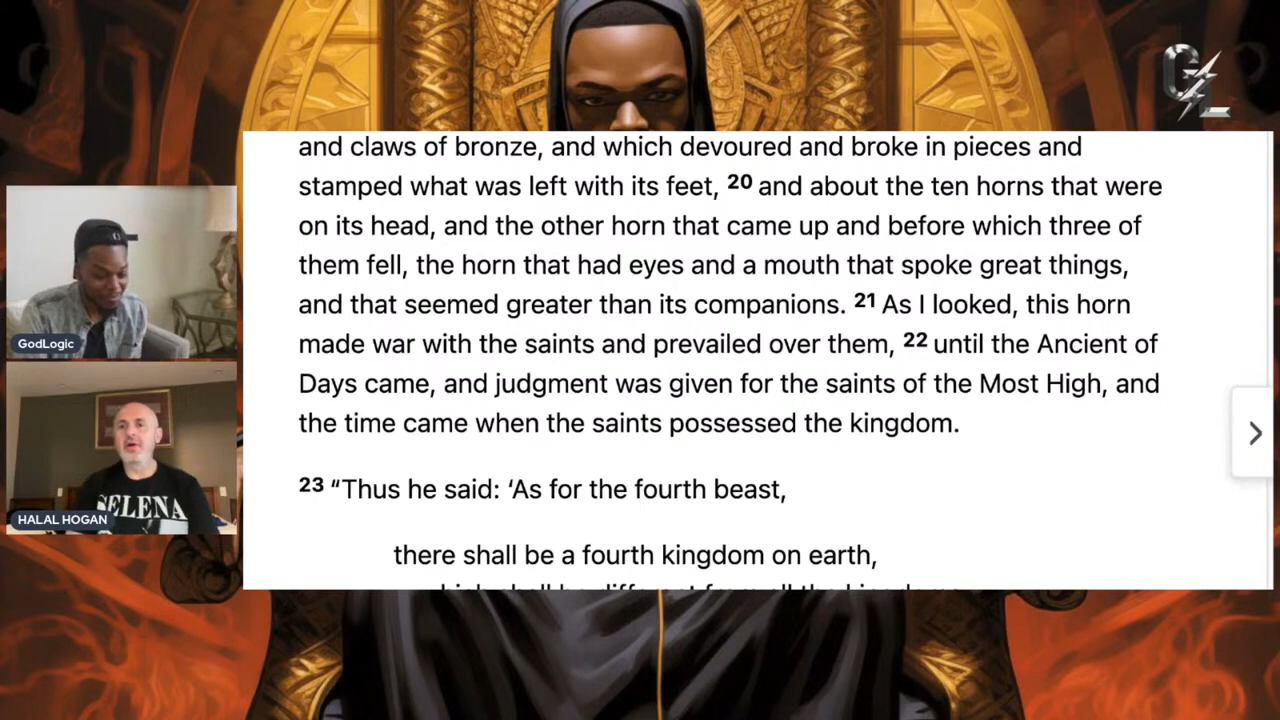 GL
and claws of bronze, and which devoured and broke in pieces and
stamped what was left with its feet, 20 and about the ten horns that were
on its head, and the other horn that came up and before which three of
them fell, the horn that had eyes and a mouth that spoke great things,
and that seemed greater than its companions. 21 As I looked, this horn
made war with the saints and prevailed over them, 22 until the Ancient of
Days came, and judgment was given for the saints of the Most High, and
the time came when the saints possessed the kingdom.
23 “Thus he said: ‘As for the fourth beast,
there shall be a fourth kingdom on earth,
GodLogic
SELENA
HALAL HOGAN